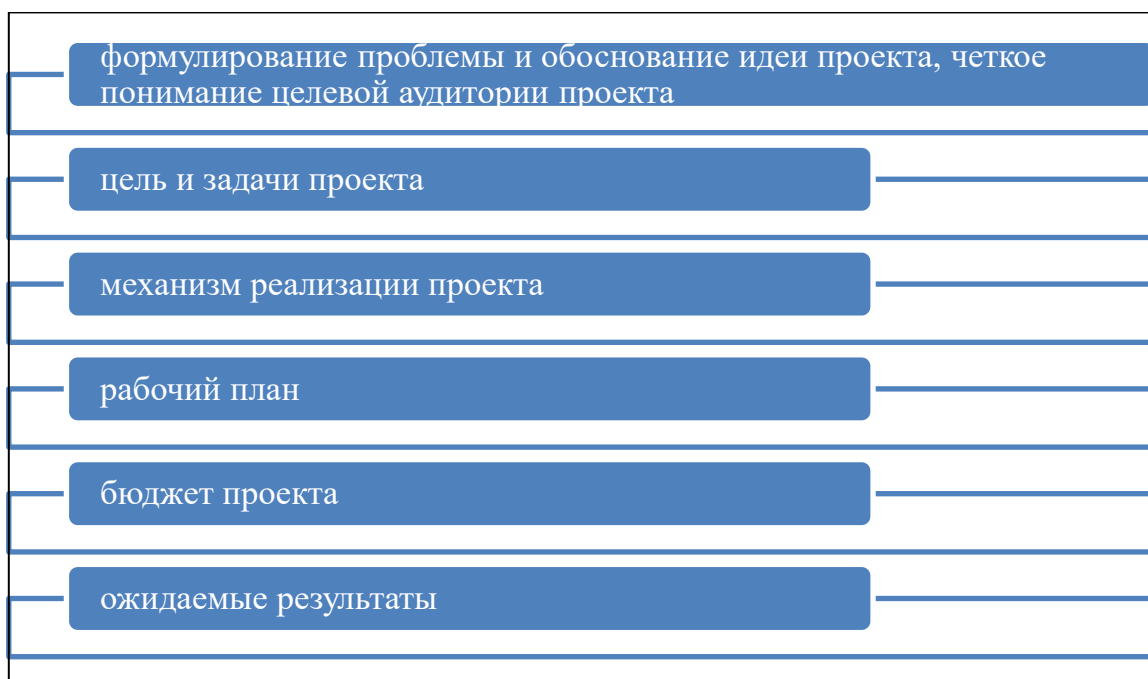 формулирование проблемы и обоснование идеи проекта, четкое
понимание целевой аудитории проекта
цель и задачи проекта
механизм реализации проекта
рабочий план
бюджет проекта
ожидаемые результаты